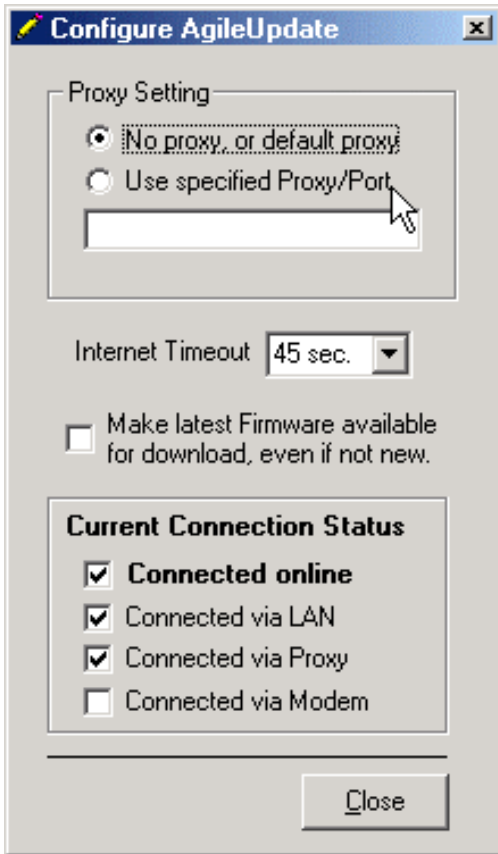 Configure AgileUpdate
Proxy Setting
No proxy, or default proxy
Use specified Proxy/Port
Internet Timeout
45 sec.
Make latest Firmware available
for download, even if not new.
Current Connection Status
Connected online
Connected via LAN
Connected via Proxy
Connected via Modem
Close